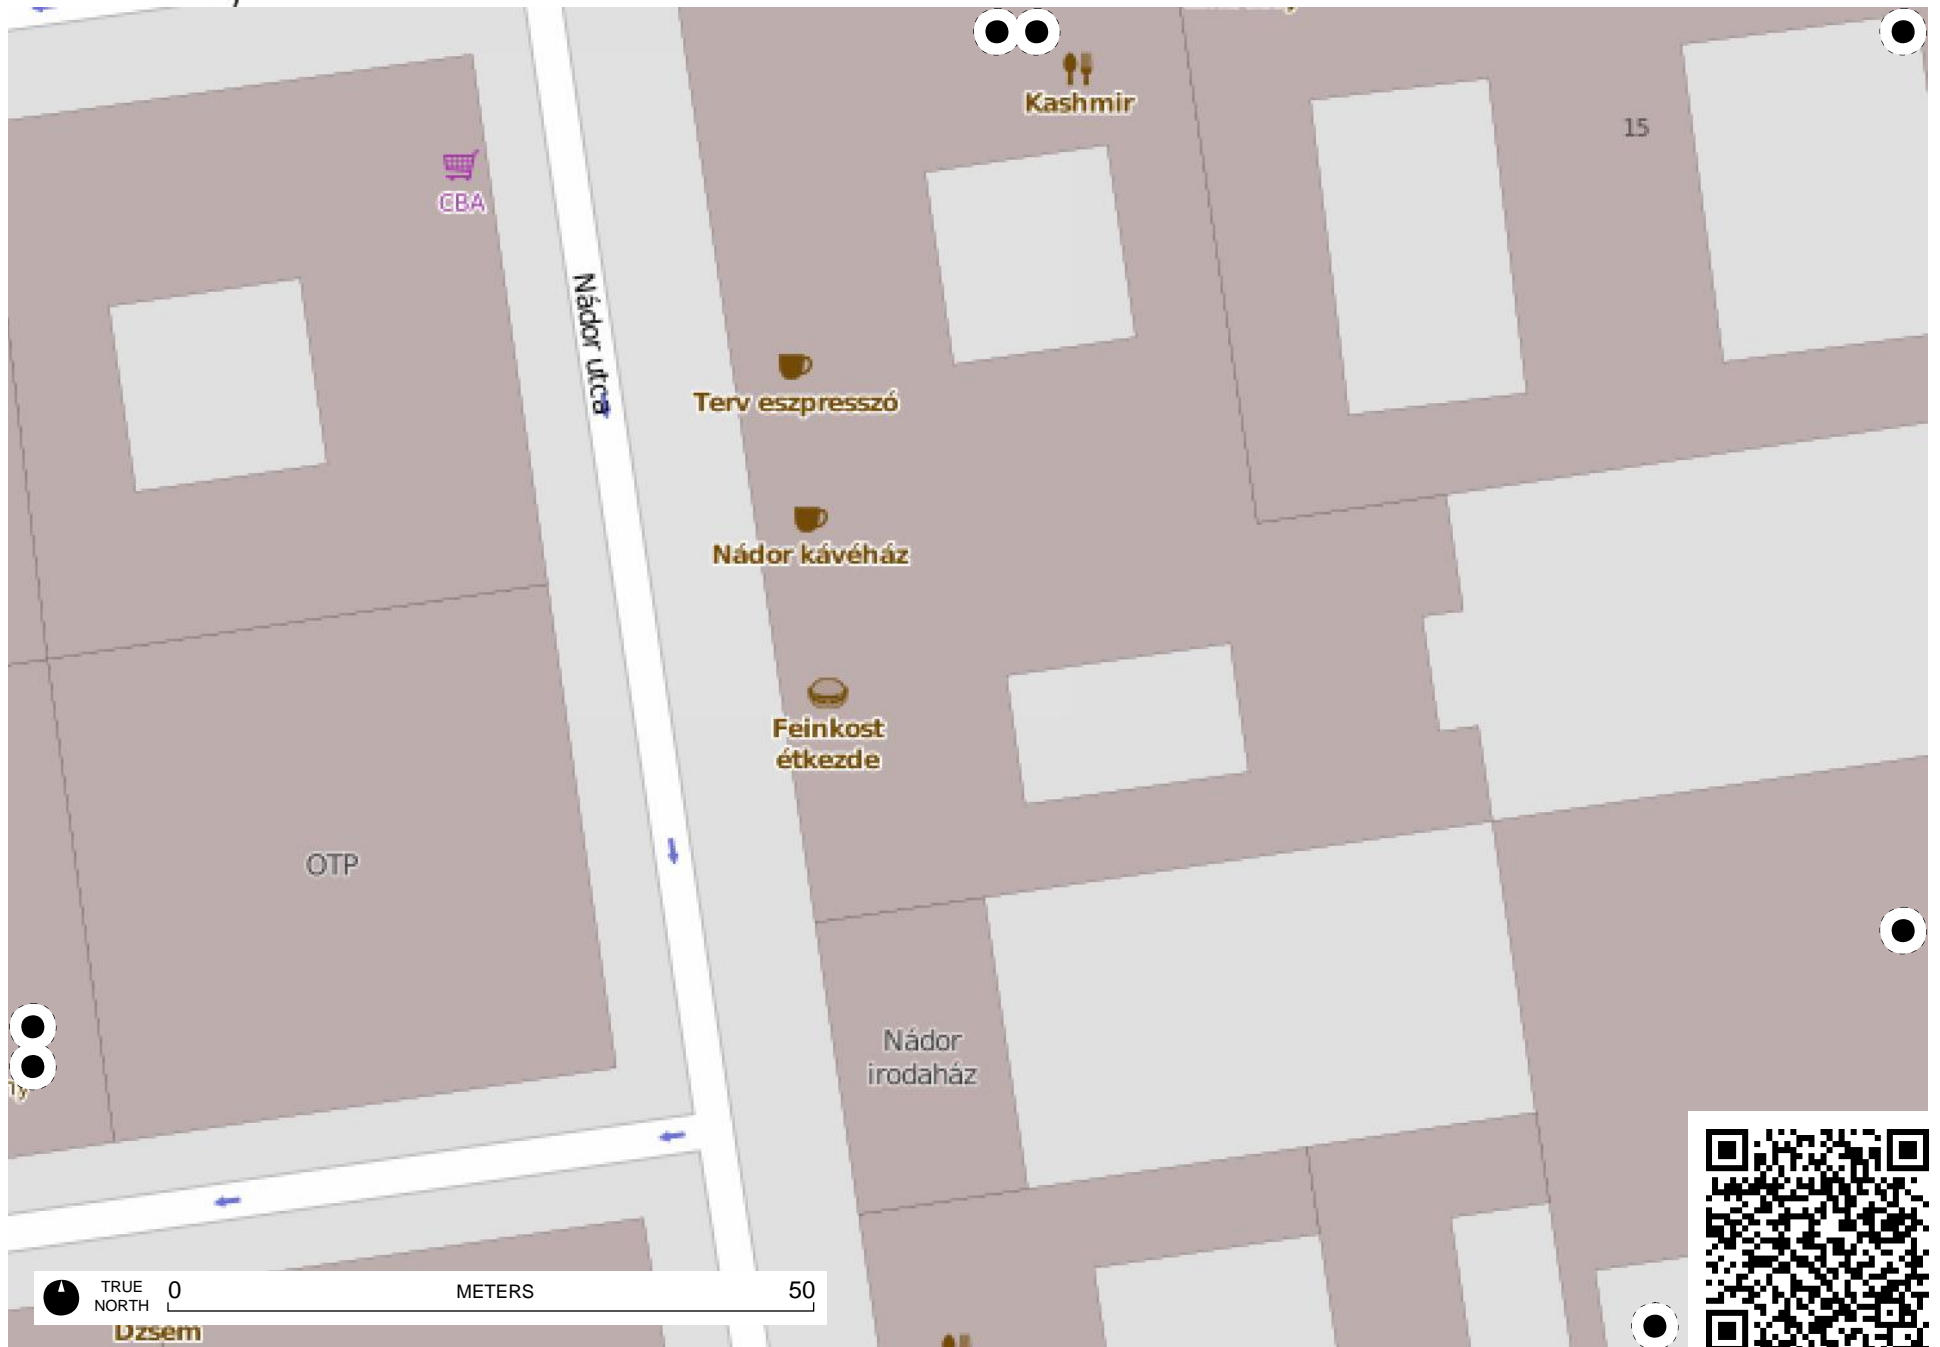 Kashmir
15
CBA
Nádor utca
Terv eszpresszó
Nádor kávéház
Feinkost
étkezde
OTP
Nádor
irodaház
TRUE
NORTH
0
METERS
50
Dzsem